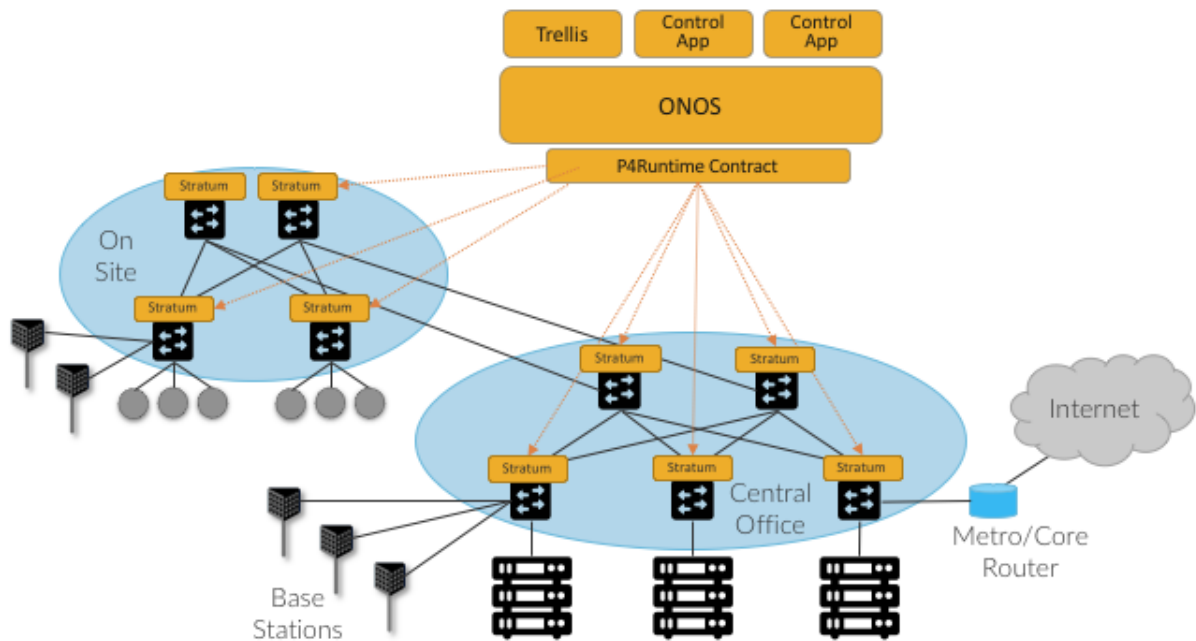 Trellis
Control
App
Control
App
ONOS
P4Runtime Contract
Stratum
Stratum
On
Site
Stratum
Stratum
Stratum
Stratum
Internet
Stratum
Stratum
Stratum
Central
Office
Metro/Core
Router
Base
Stations